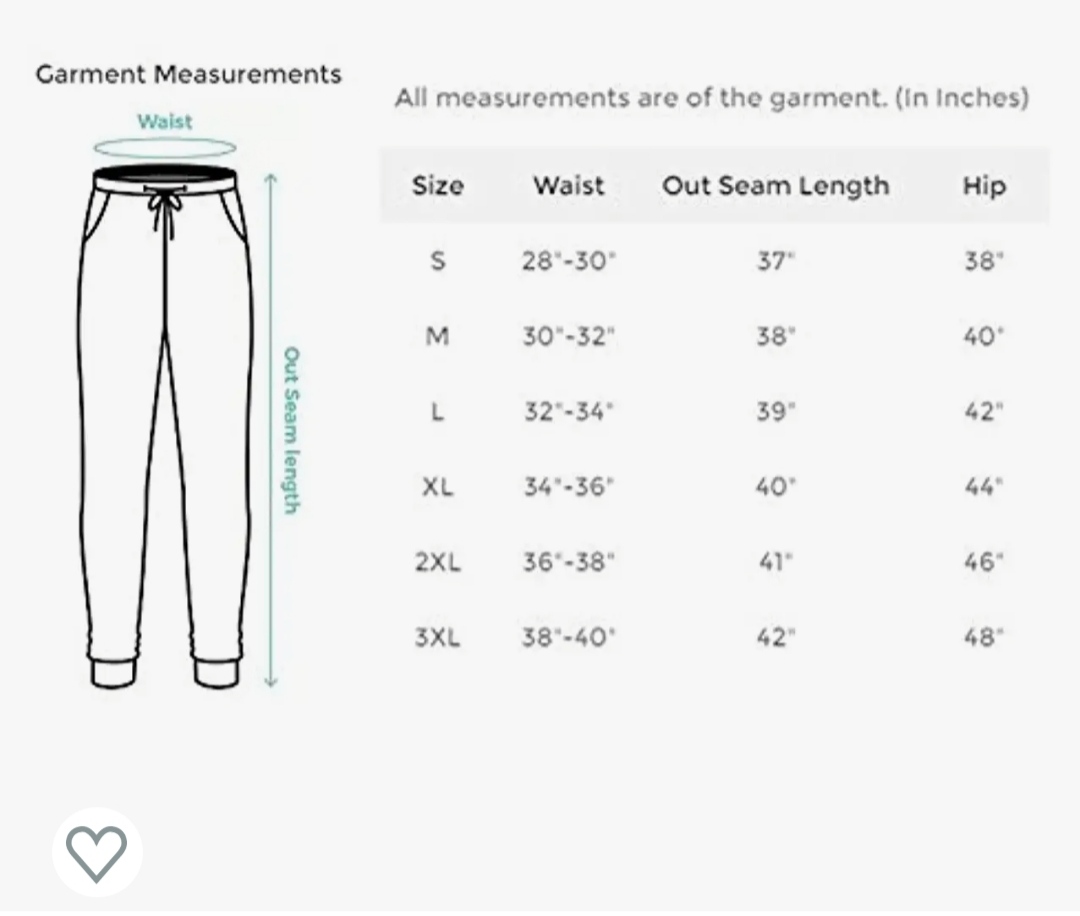 Garment Measurements
Waist
Out Seam length
All measurements are of the garment. (In Inches)
Size Waist Out Seam Length Hip
S 28"-30" 37" 38"
M 30"-32" 38" 40"
L 32"-34" 39" 42"
XL 34"-36" 40" 44"
2XL 36"-38" 41" 46"
3XL 38"-40" 42" 48"